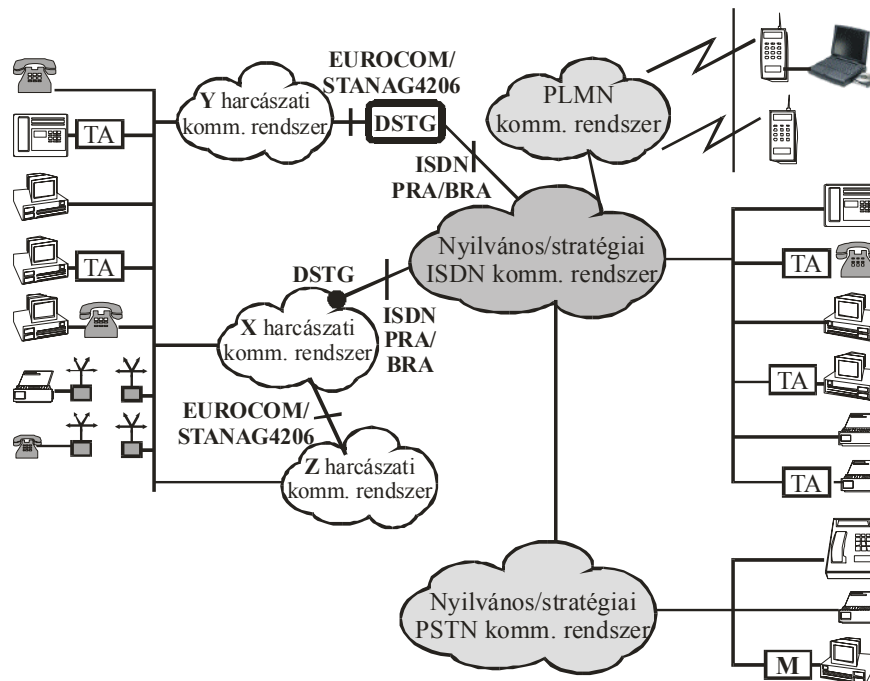 EUROCOM/
STANAG4206
Y harcászati
komm. rendszer
DSTG
PLMN
komm. rendszer
TA
ISDN
PRA/BRA
Nyilvános/stratégiai
ISDN komm. rendszer
TA
TA
DSTG
X harcászati
komm. rendszer
ISDN
PRA/
BRA
TA
EUROCOM/
STANAG4206
Z harcászati
komm. rendszer
TA
Nyilvános/stratégiai
PSTN komm. rendszer
M